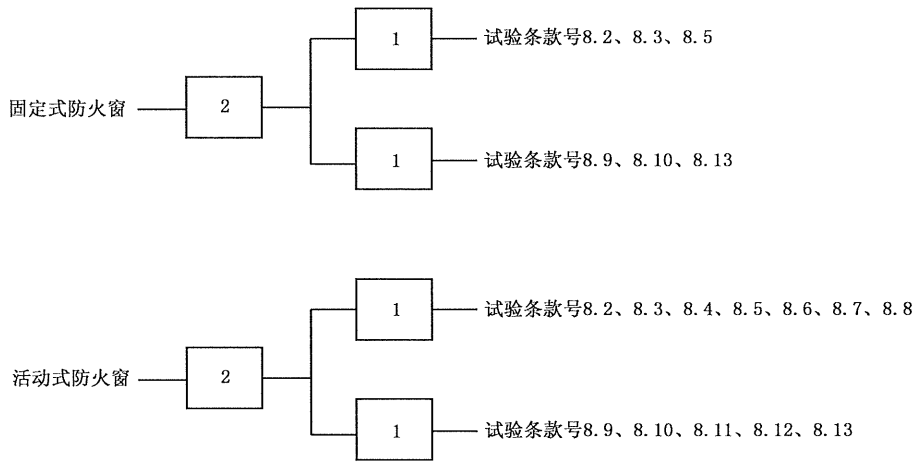 1
试验条款号8.2、8.3、8.5
固定式防火窗
2
1
试验条款号8.9、8.10、8.13
1
试验条款号8.2、8.3、8.4、8.5、8.6、8.7、8.8
活动式防火窗
2
1
试验条款号8.9、8.10、8.11、8.12、8.13